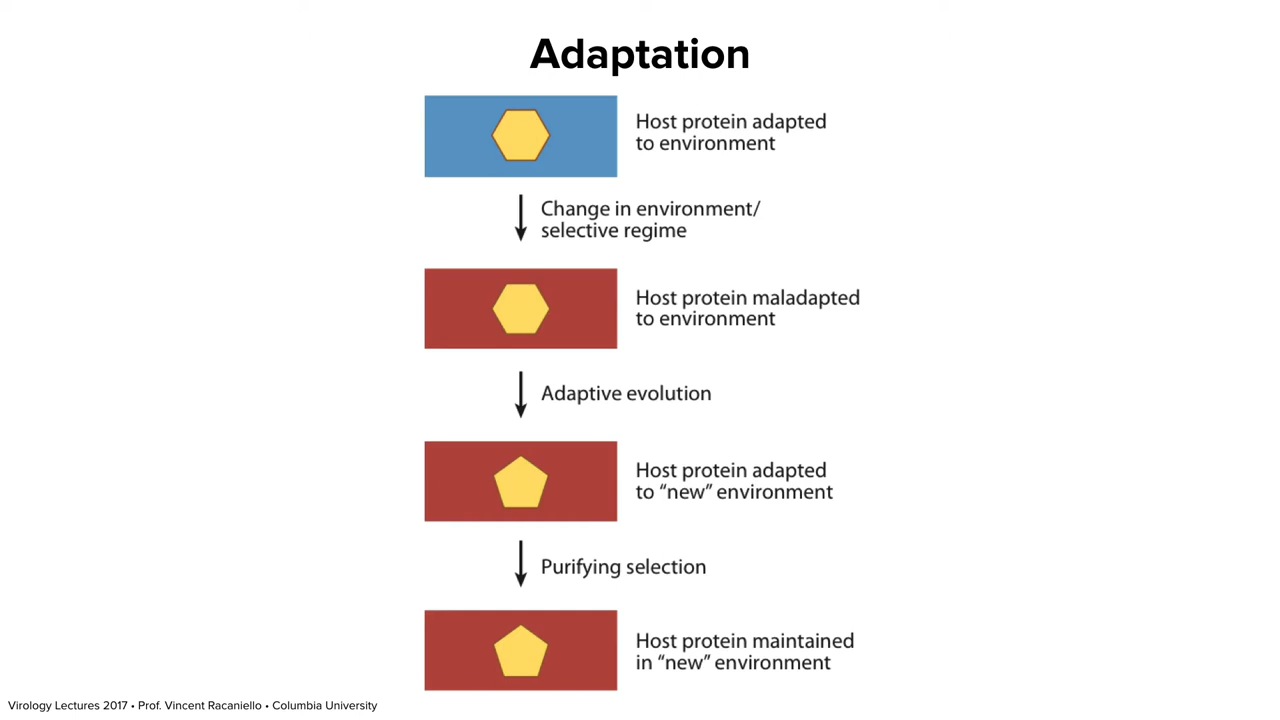 Adaptation
Host protein adapted
to environment
Change in environment/
selective regime
Host protein maladapted
to environment
Adaptive evolution
Host protein adapted
to “new” environment
Purifying selection
Host protein maintained
in “new” environment
Virology Lectures 2017 • Prof. Vincent Racaniello • Columbia University